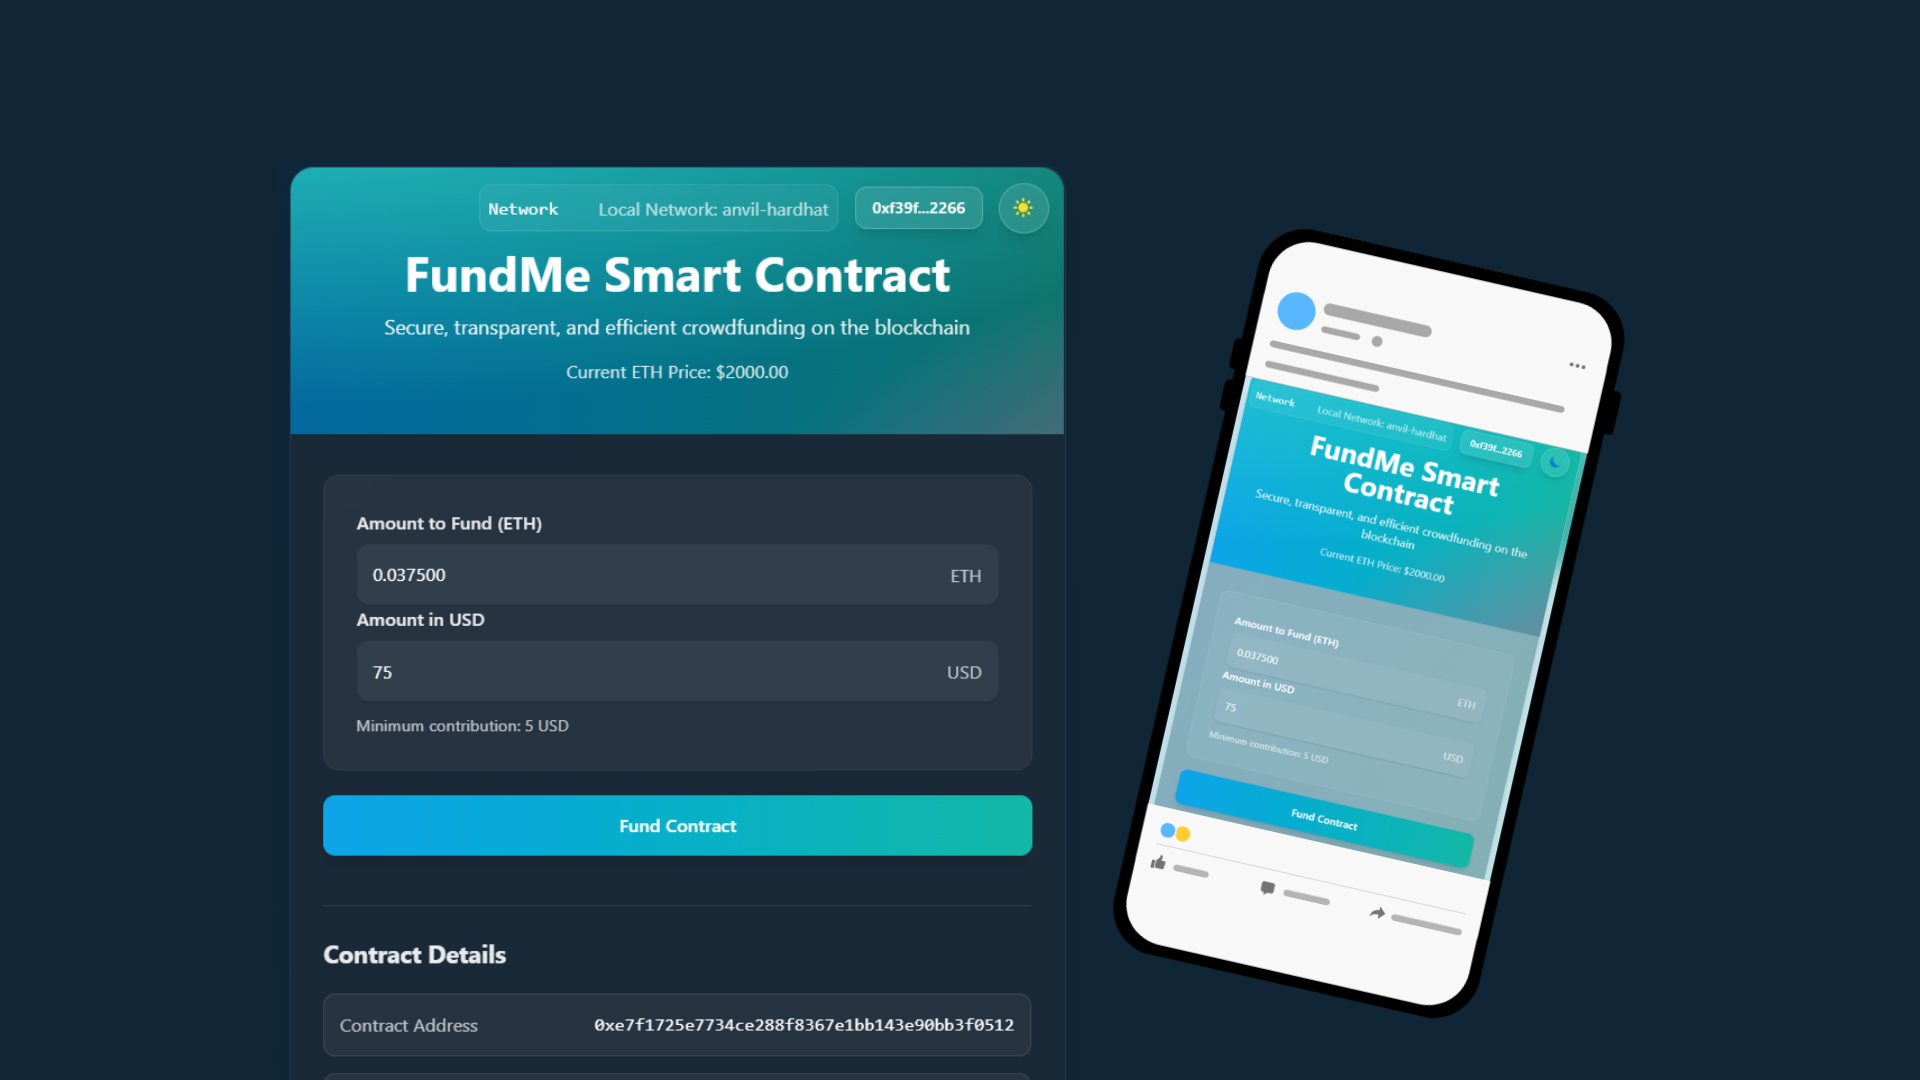 Network Local Network: anvil-hardhat 0xf39f...2266
FundMe Smart Contract
Secure, transparent, and efficient crowdfunding on the blockchain
Current ETH Price: $2000.00
Amount to Fund (ETH)
0.037500 ETH
Amount in USD
75 USD
Minimum contribution: 5 USD
Fund Contract
Contract Details
Contract Address 0xe7f1725e7734ce288f8367e1bb143e90bb3f0512
Network Local Network: anvil-hardhat 0xf39f...2266
FundMe Smart
Contract
Secure, transparent, and efficient crowdfunding on the
blockchain
Current ETH Price: $2000.00
Amount to Fund (ETH)
0.037500 ETH
Amount in USD
75 USD
Minimum contribution: 5 USD
Fund Contract